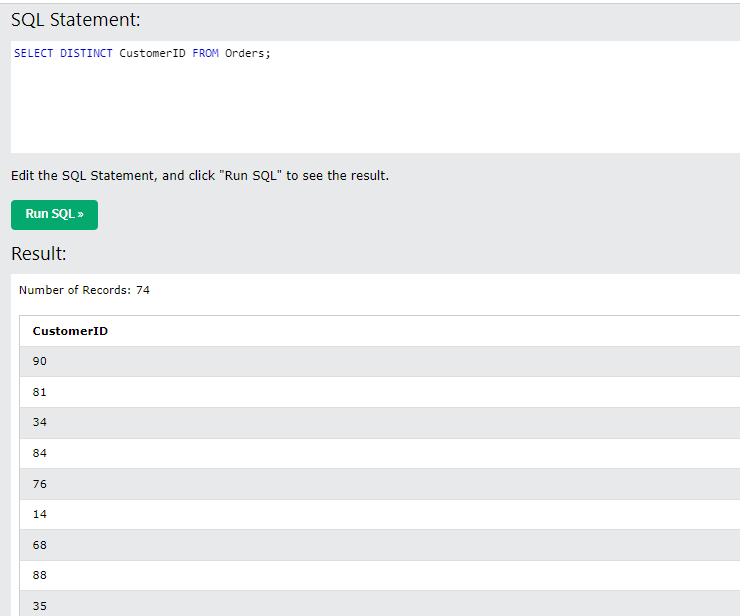 SQL Statement:
SELECT DISTINCT CustomerID FROM Orders;
Edit the SQL Statement, and click "Run SQL" to see the result.
Run SQL »
Result:
Number of Records: 74
CustomerID
90
81
34
84
76
14
68
88
35